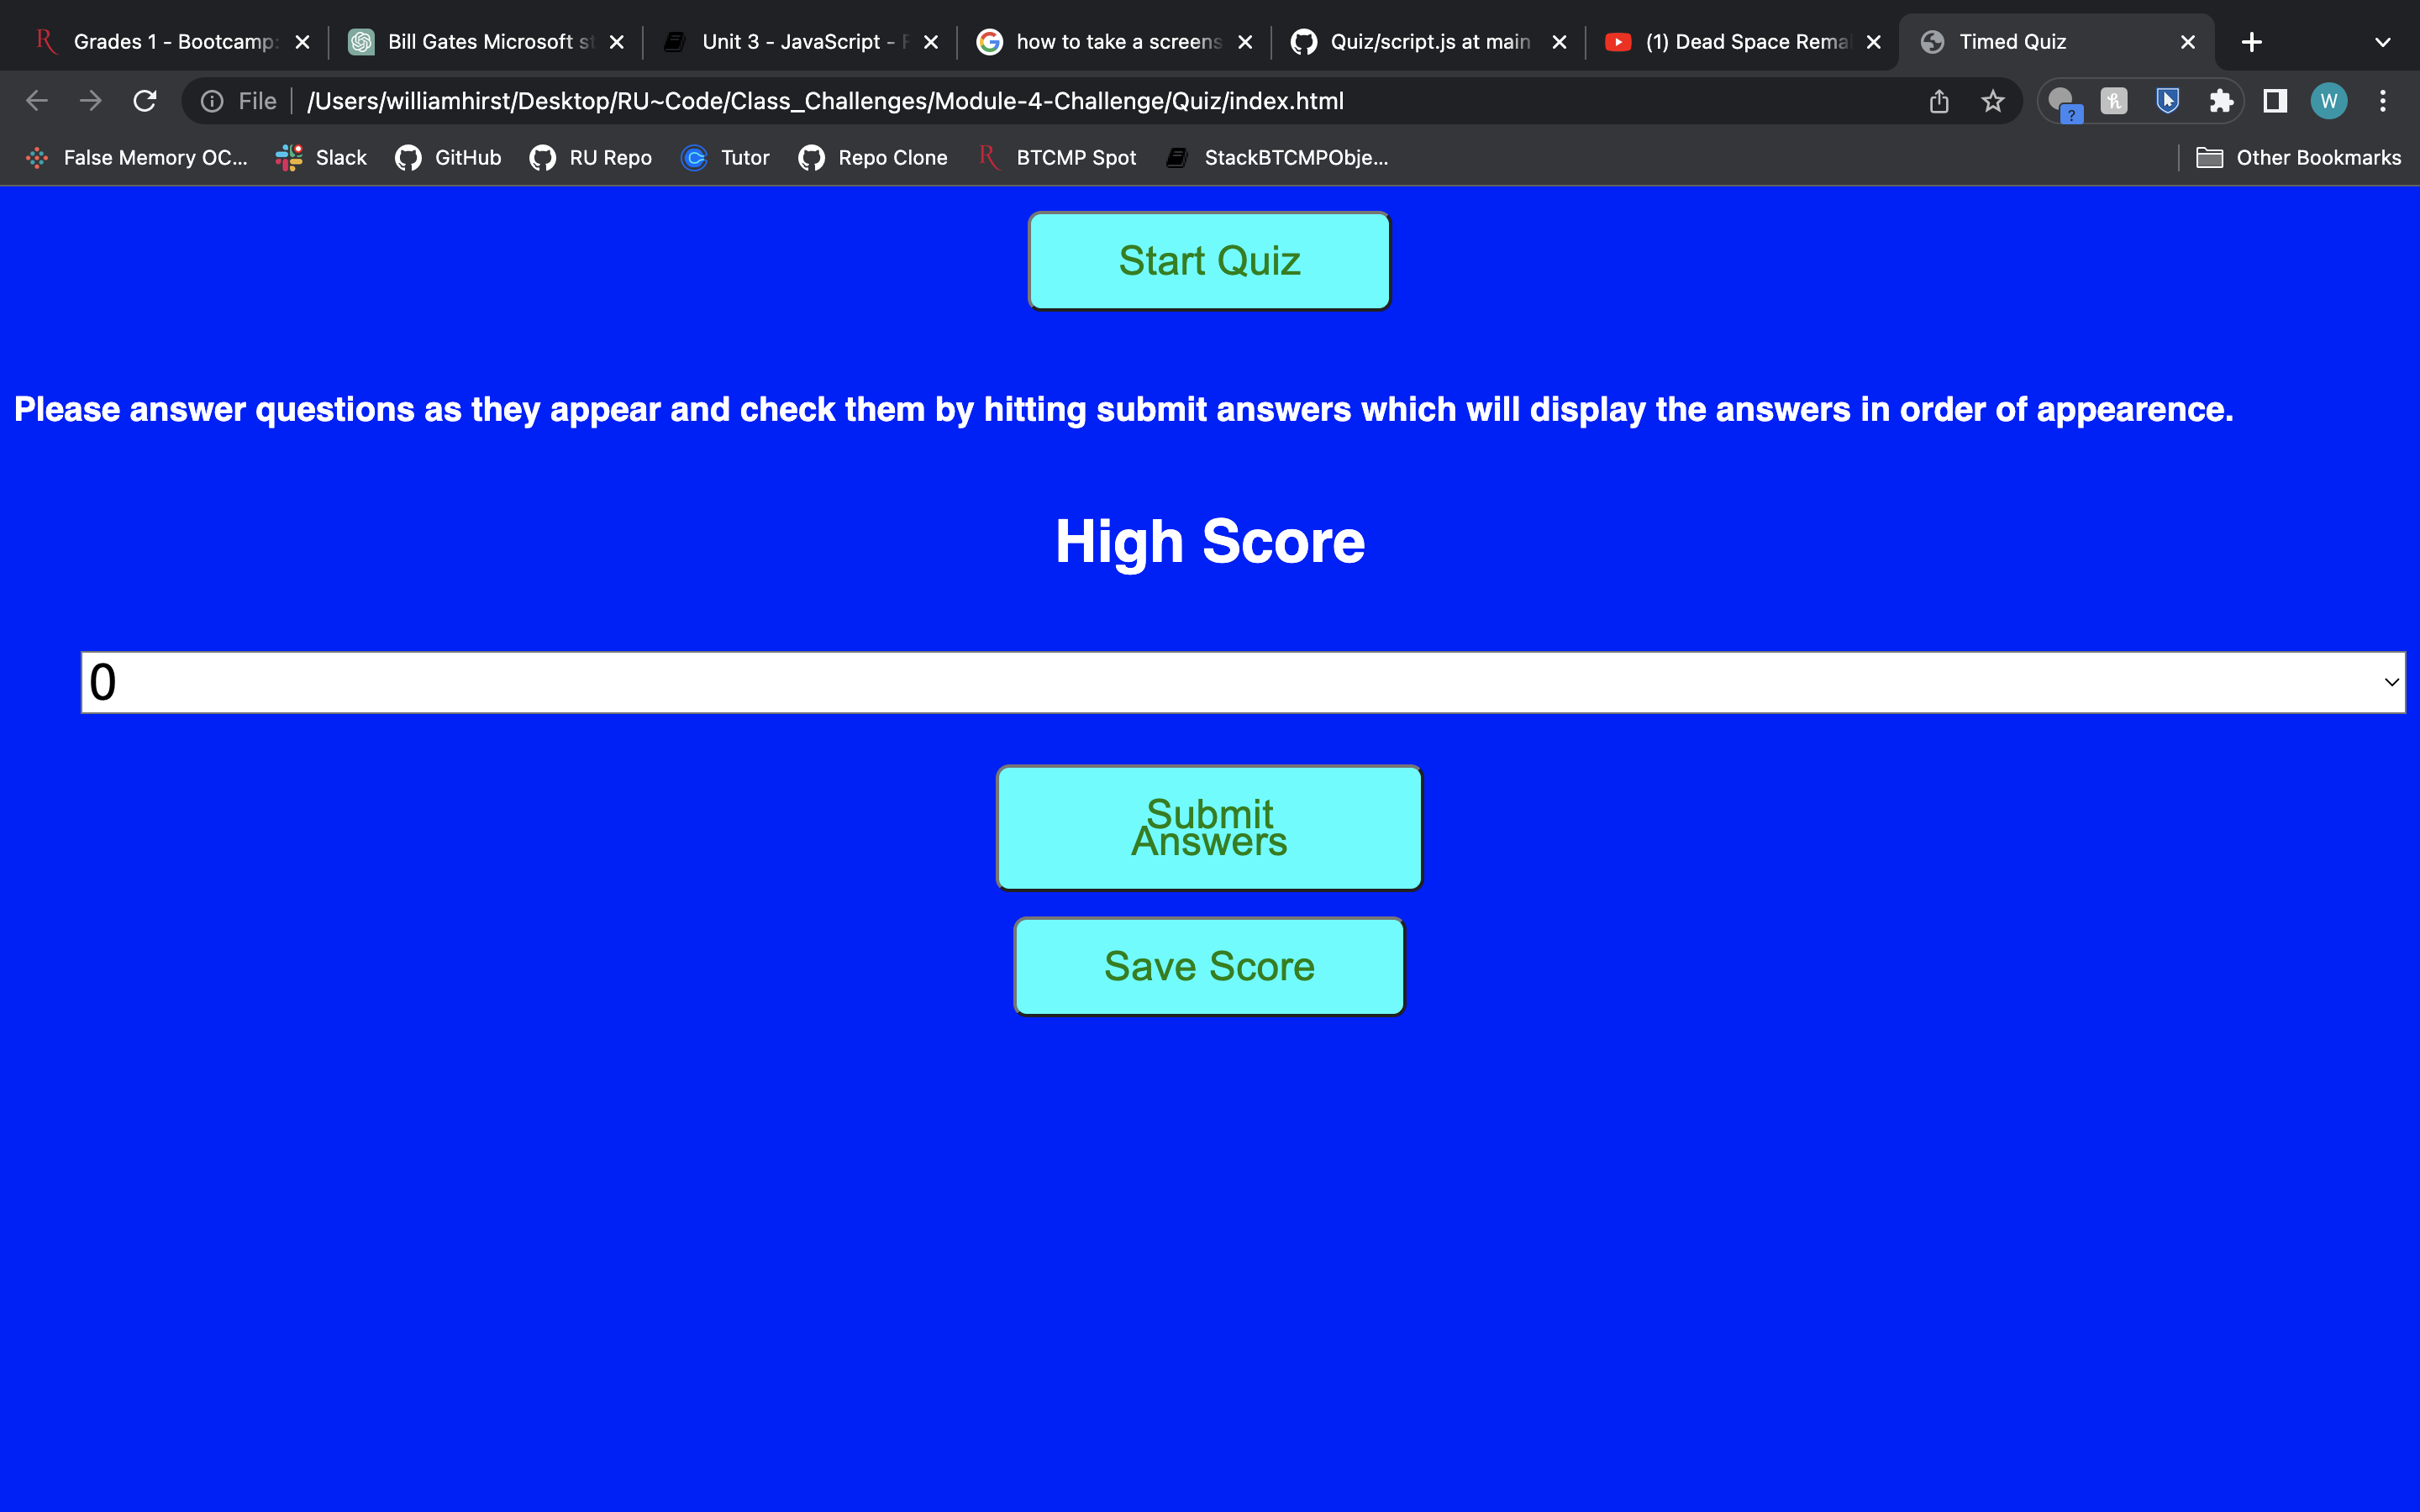 Grades 1 - Bootcamp:
Bill Gates Microsoft st
Unit 3 - JavaScript -
how to take a screens
Quiz/script.js at main
(1) Dead Space Rema
Timed Quiz
File
/Users/williamhirst/Desktop/RU~Code/Class_Challenges/Module-4-Challenge/Quiz/index.html
?
W
False Memory OC...
Slack
GitHub
RU Repo
Tutor
Repo Clone
BTCMP Spot
StackBTCMPObje...
Other Bookmarks
Start Quiz
Please answer questions as they appear and check them by hitting submit answers which will display the answers in order of appearence.
High Score
0
Submit
Answers
Save Score